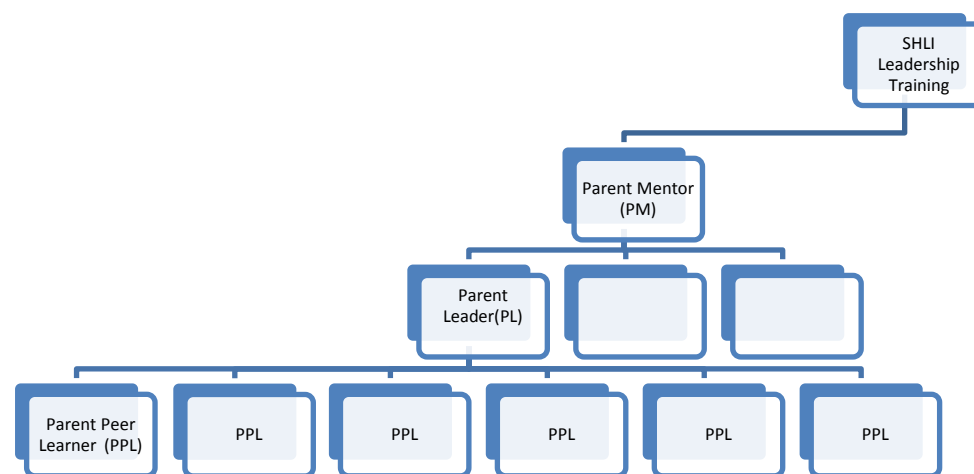 SHLI
Leadership
Training
Parent Mentor
(PM)
Parent
Leader(PL)
Parent Peer
Learner (PPL)
PPL
PPL
PPL
PPL
PPL